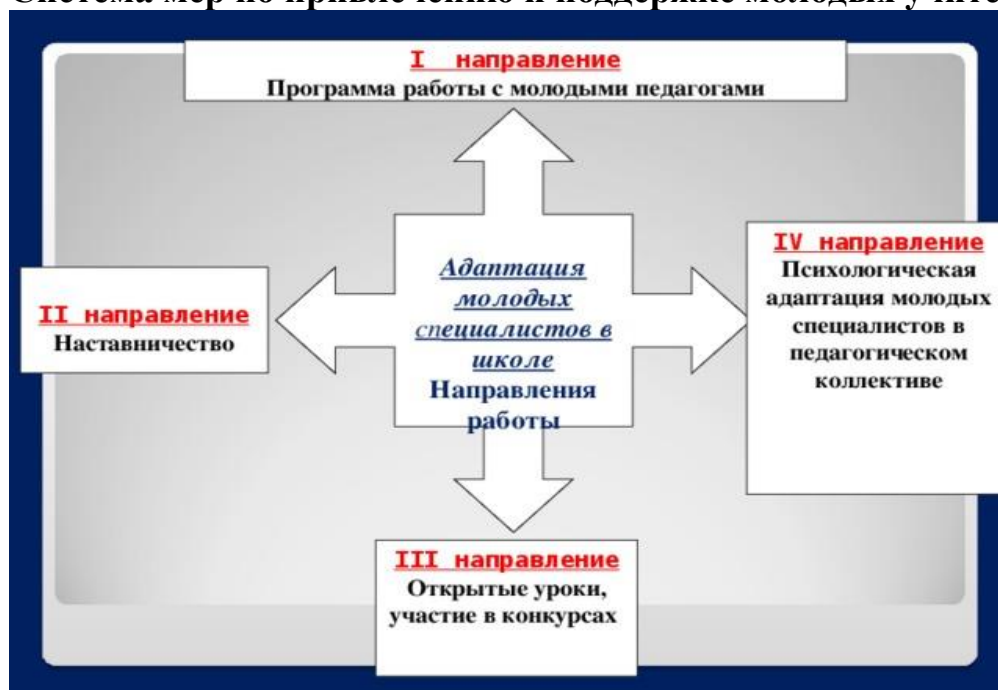 I направление
Программа работы с молодыми педагогами
II направление
Наставничество
Адаптация
молодых
специалистов в
школе
Направления
работы
IV направление
Психологическая
адаптация молодых
специалистов в
педагогическом
коллективе
III направление
Открытые уроки,
участие в конкурсах